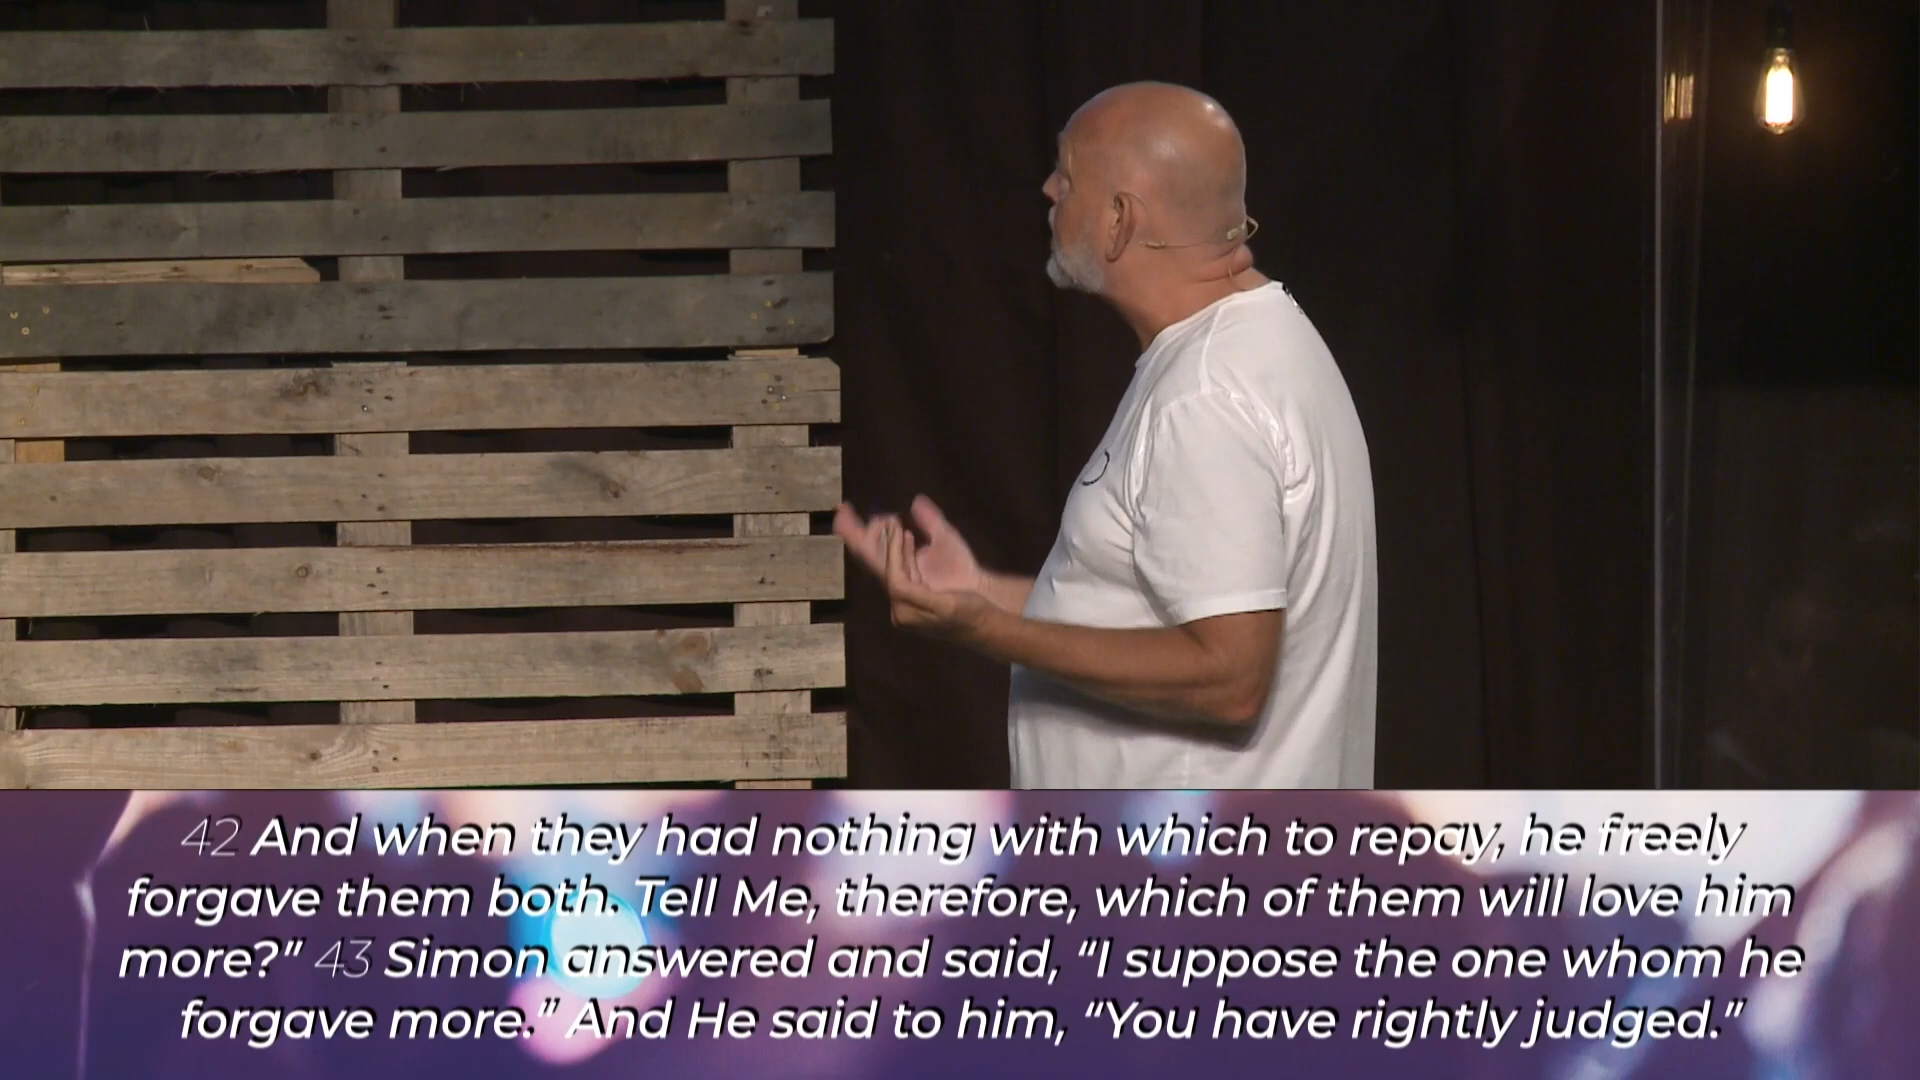 42 And when they had nothing with which to repay, he freely
forgave them both. Tell Me, therefore, which of them will love him
more?” 43 Simon answered and said, “I suppose the one whom he
forgave more.” And He said to him, “You have rightly judged.”